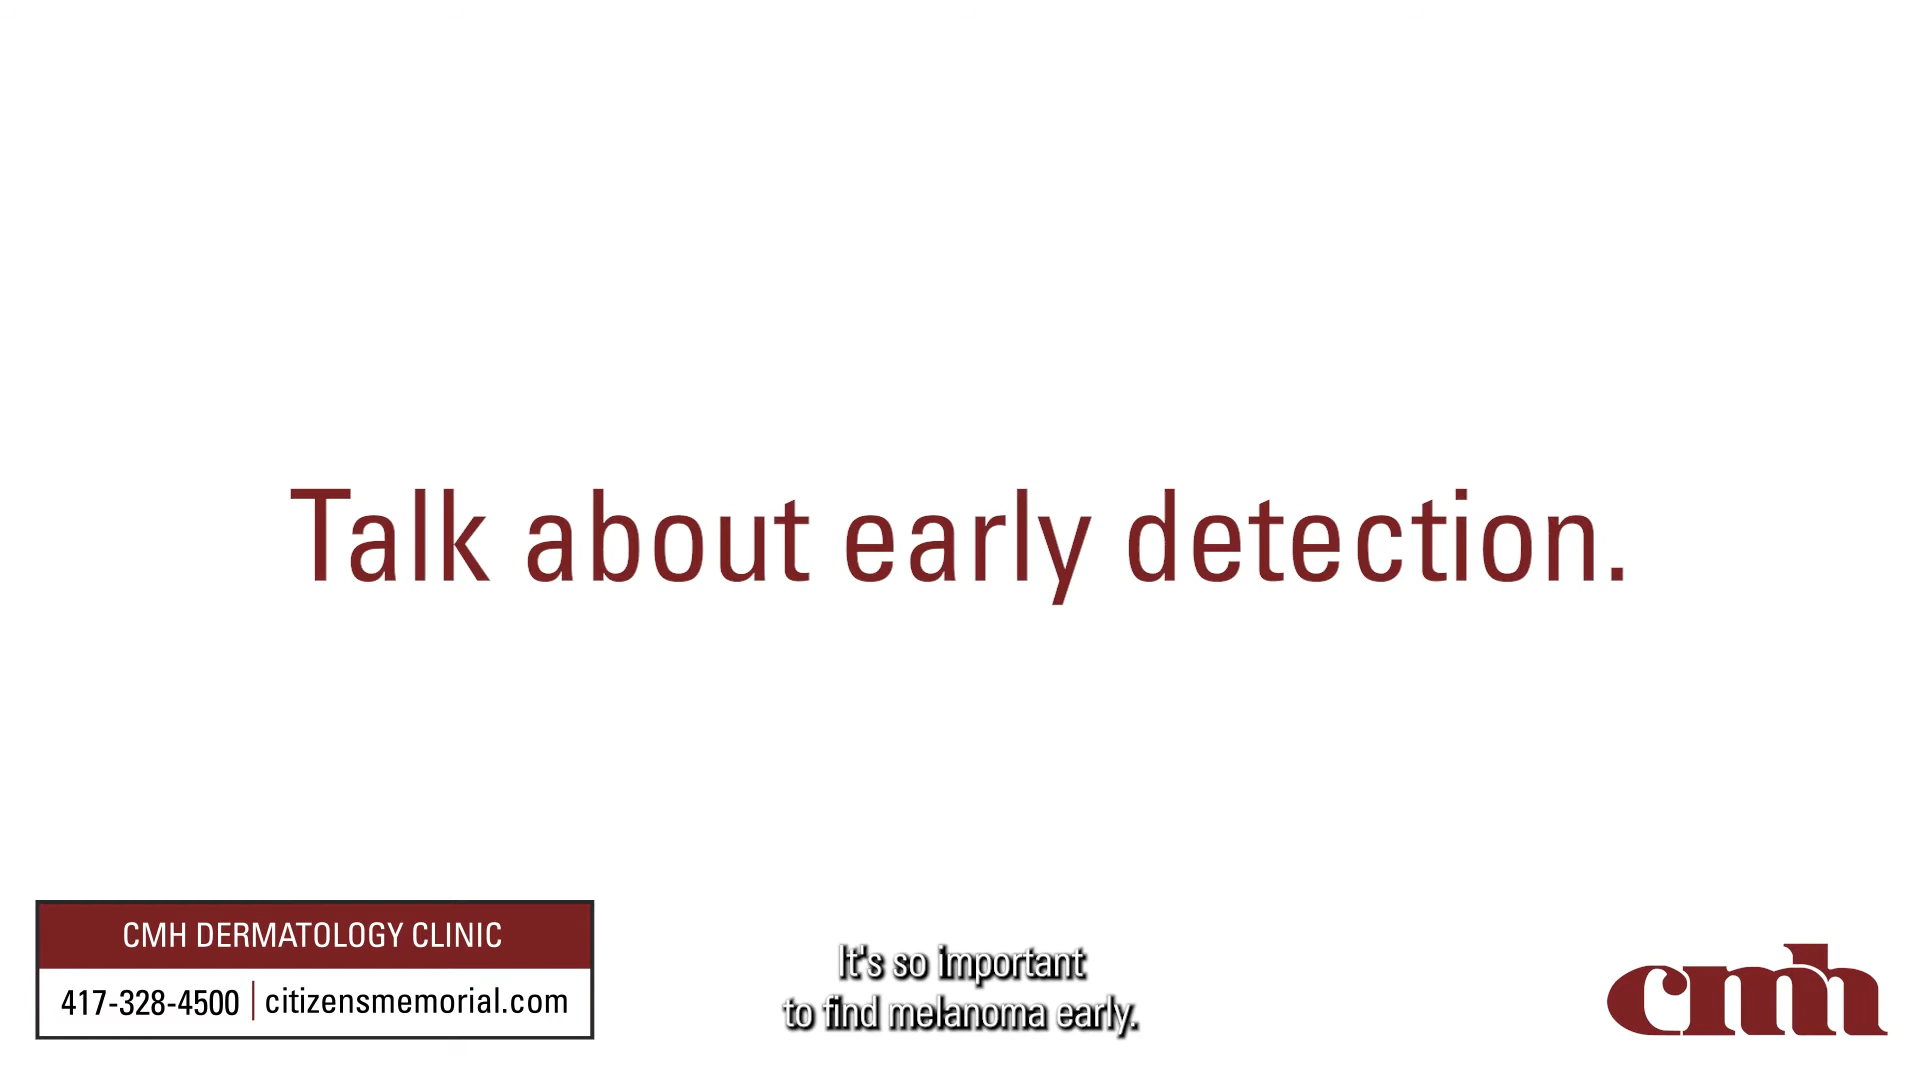 Talk about early detection.
CMH DERMATOLOGY CLINIC
417-328-4500 | citizensmemorial.com
It's so important
to find melanoma early.
cmh